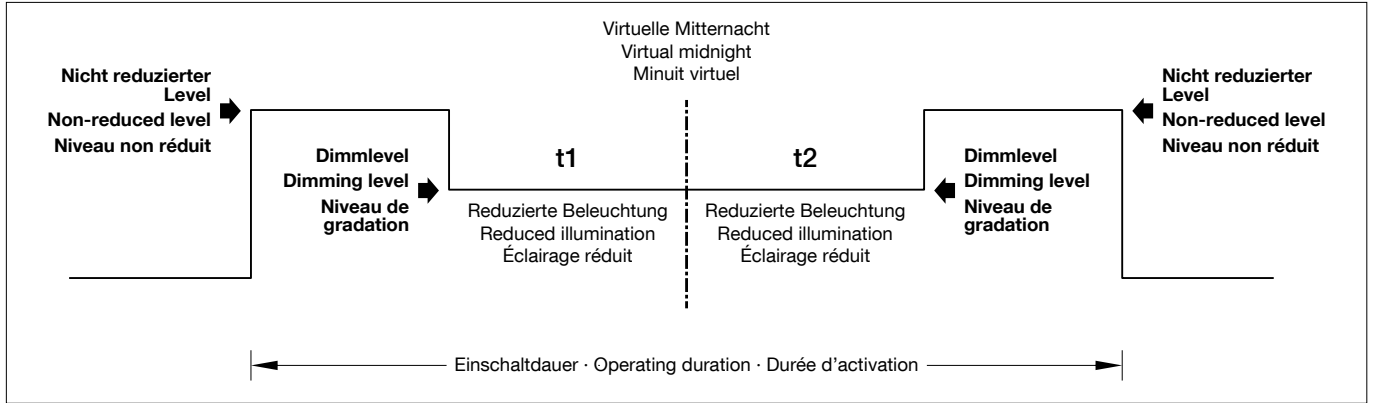 Virtuelle Mitternacht
Virtual midnight
Minuit virtuel
Nicht reduzierter
Level
Non-reduced level
Niveau non réduit
Nicht reduzierter
Level
Non-reduced level
Niveau non réduit
Dimmlevel
Dimming level
Niveau de
gradation
t1
Reduzierte Beleuchtung
Reduced illumination
Éclairage réduit
t2
Reduzierte Beleuchtung
Reduced illumination
Éclairage réduit
Dimmlevel
Dimming level
Niveau de
gradation
Einschaltdauer · Operating duration · Durée d’activation